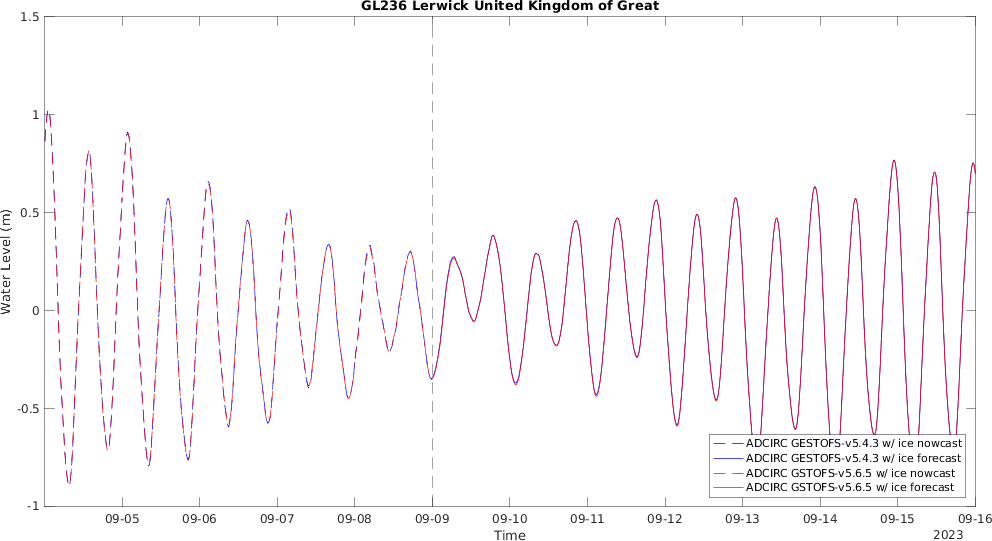 GL236 Lerwick United Kingdom of Great
1.5
1
0.5
0
-0.5
-1
Water Level (m)
ADCIRC GESTOFS-v5.4.3 w/ ice nowcast
ADCIRC GESTOFS-v5.4.3 w/ ice forecast
ADCIRC GSTOFS-v5.6.5 w/ ice nowcast
ADCIRC GSTOFS-v5.6.5 w/ ice forecast
09-05 09-06 09-07 09-08 09-09 09-10 09-11 09-12 09-13 09-14 09-15 09-16
Time
2023